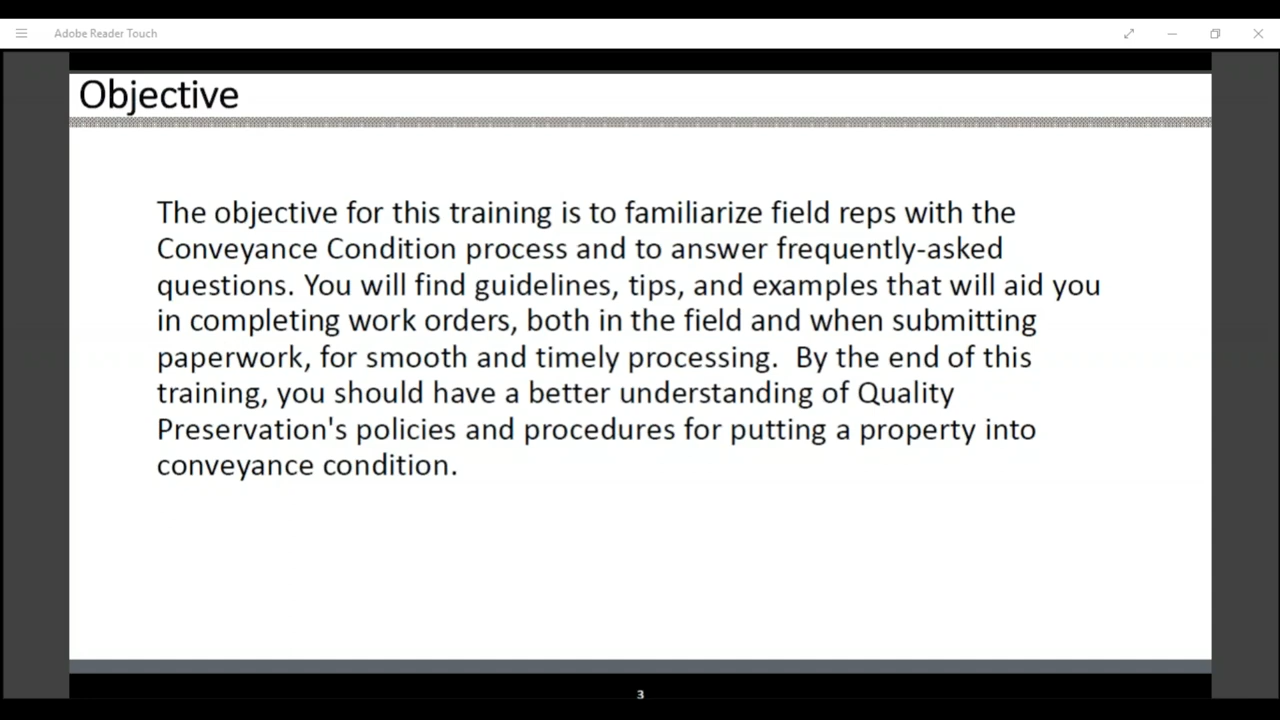 Adobe Reader Touch
Objective
The objective for this training is to familiarize field reps with the
Conveyance Condition process and to answer frequently-asked
questions. You will find guidelines, tips, and examples that will aid you
in completing work orders, both in the field and when submitting
paperwork, for smooth and timely processing.  By the end of this
training, you should have a better understanding of Quality
Preservation's policies and procedures for putting a property into
conveyance condition.
3